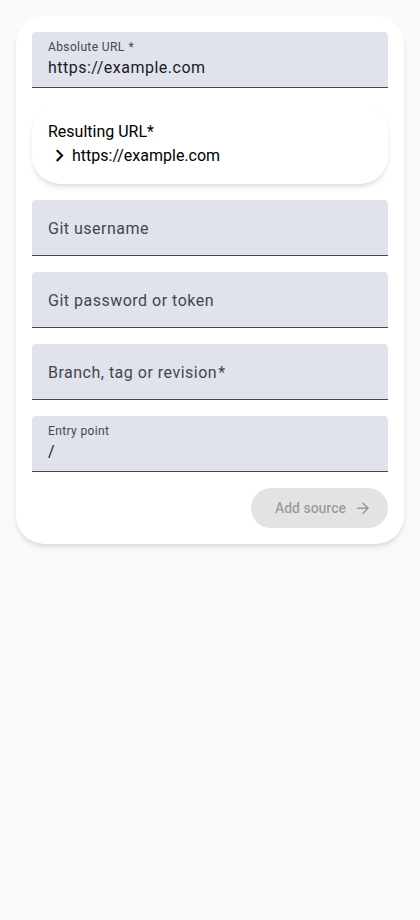 Absolute URL *
https://example.com
Resulting URL*
https://example.com
Git username
Git password or token
Branch, tag or revision*
Entry point
/
Add source